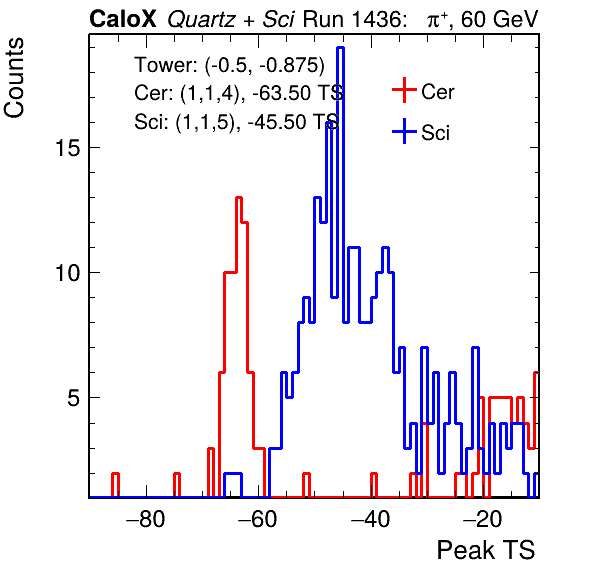 CaloX Quartz + Sci Run 1436: π⁺, 60 GeV
Counts
Tower: (-0.5, -0.875)
Cer: (1,1,4), -63.50 TS
Sci: (1,1,5), -45.50 TS
Cer
Sci
15
10
5
−80 −60 −40 −20
Peak TS